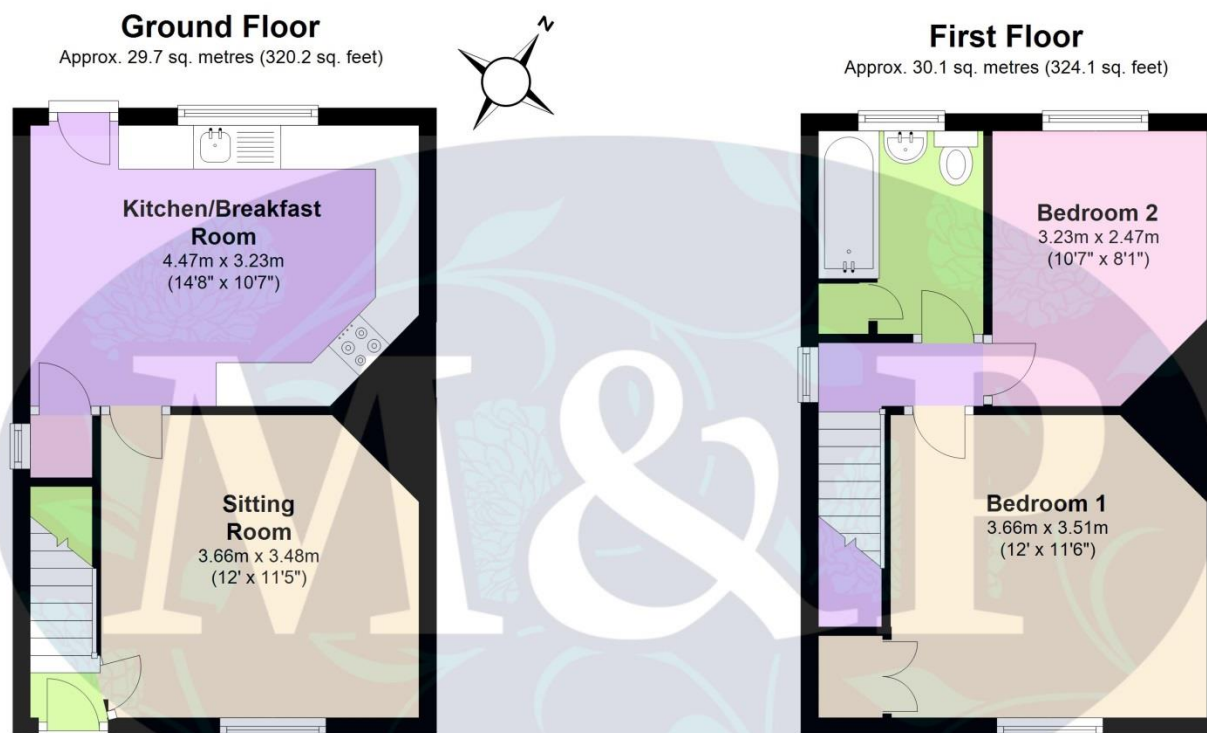 Ground Floor
Approx. 29.7 sq. metres (320.2 sq. feet)
N
First Floor
Approx. 30.1 sq. metres (324.1 sq. feet)
Kitchen/Breakfast
Room
4.47m x 3.23m
(14'8" x 10'7")
Bedroom 2
3.23m x 2.47m
(10'7" x 8'1")
Sitting
Room
3.66m x 3.48m
(12' x 11'5")
Bedroom 1
3.66m x 3.51m
(12' x 11'6")
M&P